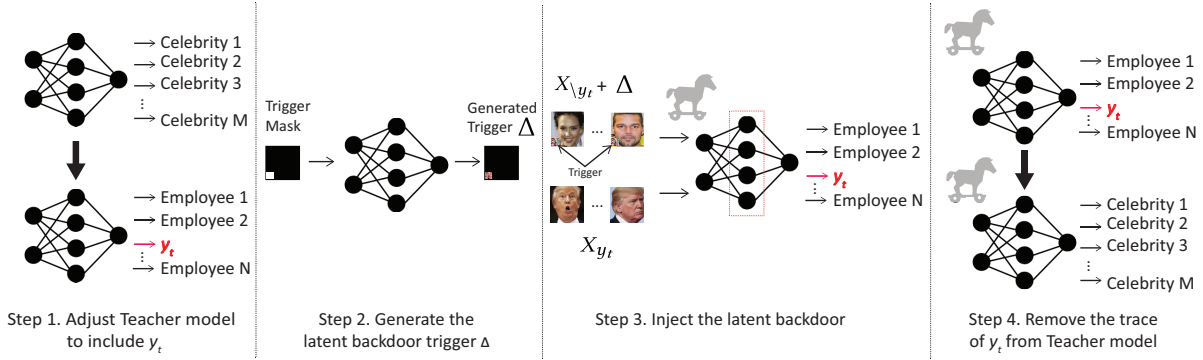 Celebrity 1
Celebrity 2
Celebrity 3
...
Celebrity M
Employee 1
Employee 2
y_t
...
Employee N
Step 1. Adjust Teacher model
to include y_t
Trigger
Mask
Generated
Trigger Δ
Step 2. Generate the
latent backdoor trigger Δ
X_{\y_t} + Δ
...
Trigger
...
X_{y_t}
Employee 1
Employee 2
y_t
...
Employee N
Step 3. Inject the latent backdoor
Employee 1
Employee 2
y_t
...
Employee N
Celebrity 1
Celebrity 2
Celebrity 3
...
Celebrity M
Step 4. Remove the trace
of y_t from Teacher model